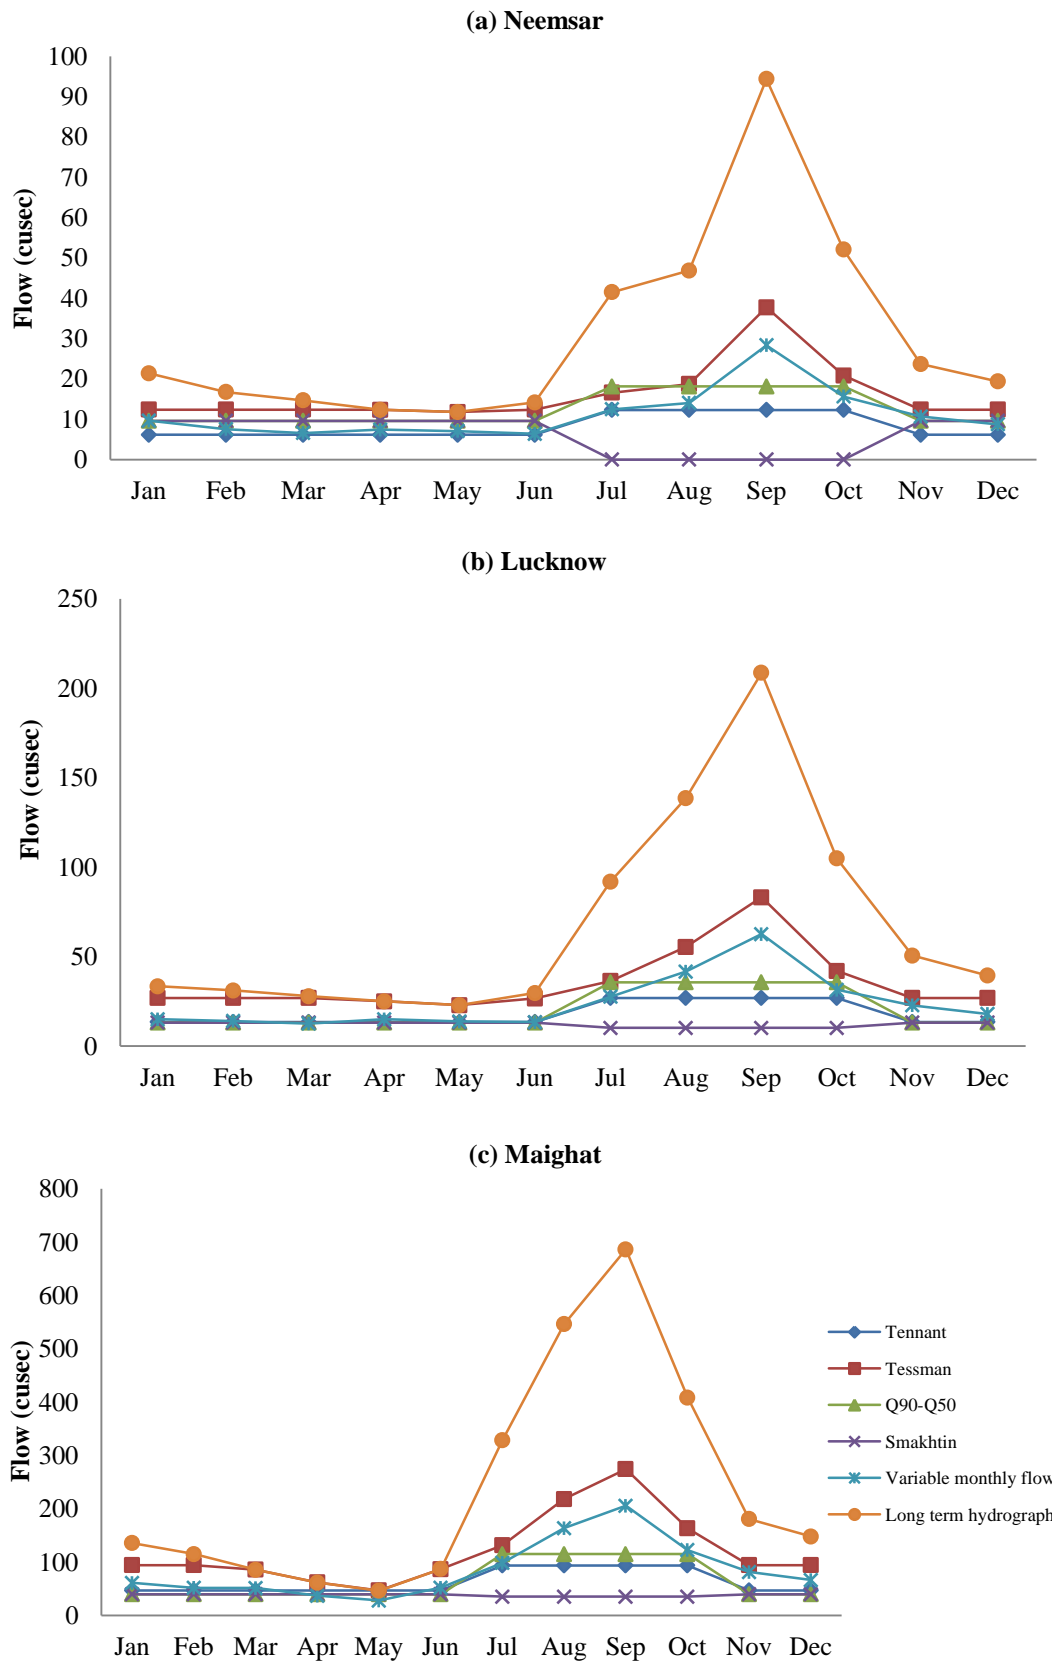 (a) Neemsar
100
90
80
70
60
50
40
30
20
10
0
Flow (cusec)
Jan Feb Mar Apr May Jun Jul Aug Sep Oct Nov Dec
(b) Lucknow
250
200
150
100
50
0
Flow (cusec)
Jan Feb Mar Apr May Jun Jul Aug Sep Oct Nov Dec
(c) Maighat
800
700
600
500
400
300
200
100
0
Flow (cusec)
Jan Feb Mar Apr May Jun Jul Aug Sep Oct Nov Dec
Tennant
Tessman
Q90-Q50
Smakhtin
Variable monthly flow
Long term hydrograph